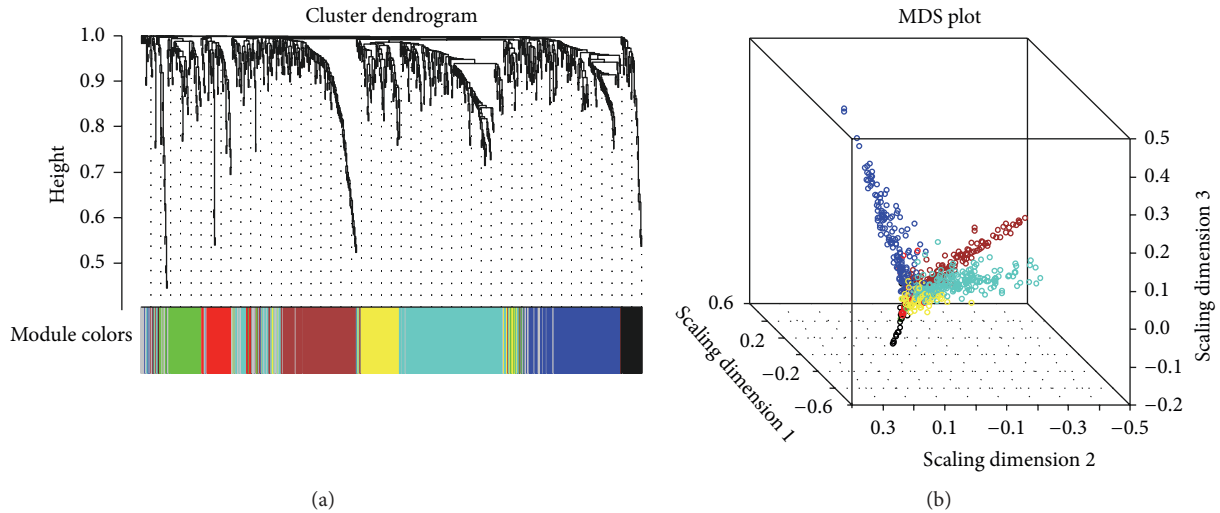 Cluster dendrogram
1.0
0.9
0.8
0.7
0.6
0.5
Height
Module colors
(a)
MDS plot
0.5
0.4
0.3
0.2
0.1
0.0
−0.1
−0.2
Scaling dimension 3
0.6
0.2
−0.2
−0.6
Scaling dimension 1
0.3
0.1
−0.1
−0.3
−0.5
Scaling dimension 2
(b)